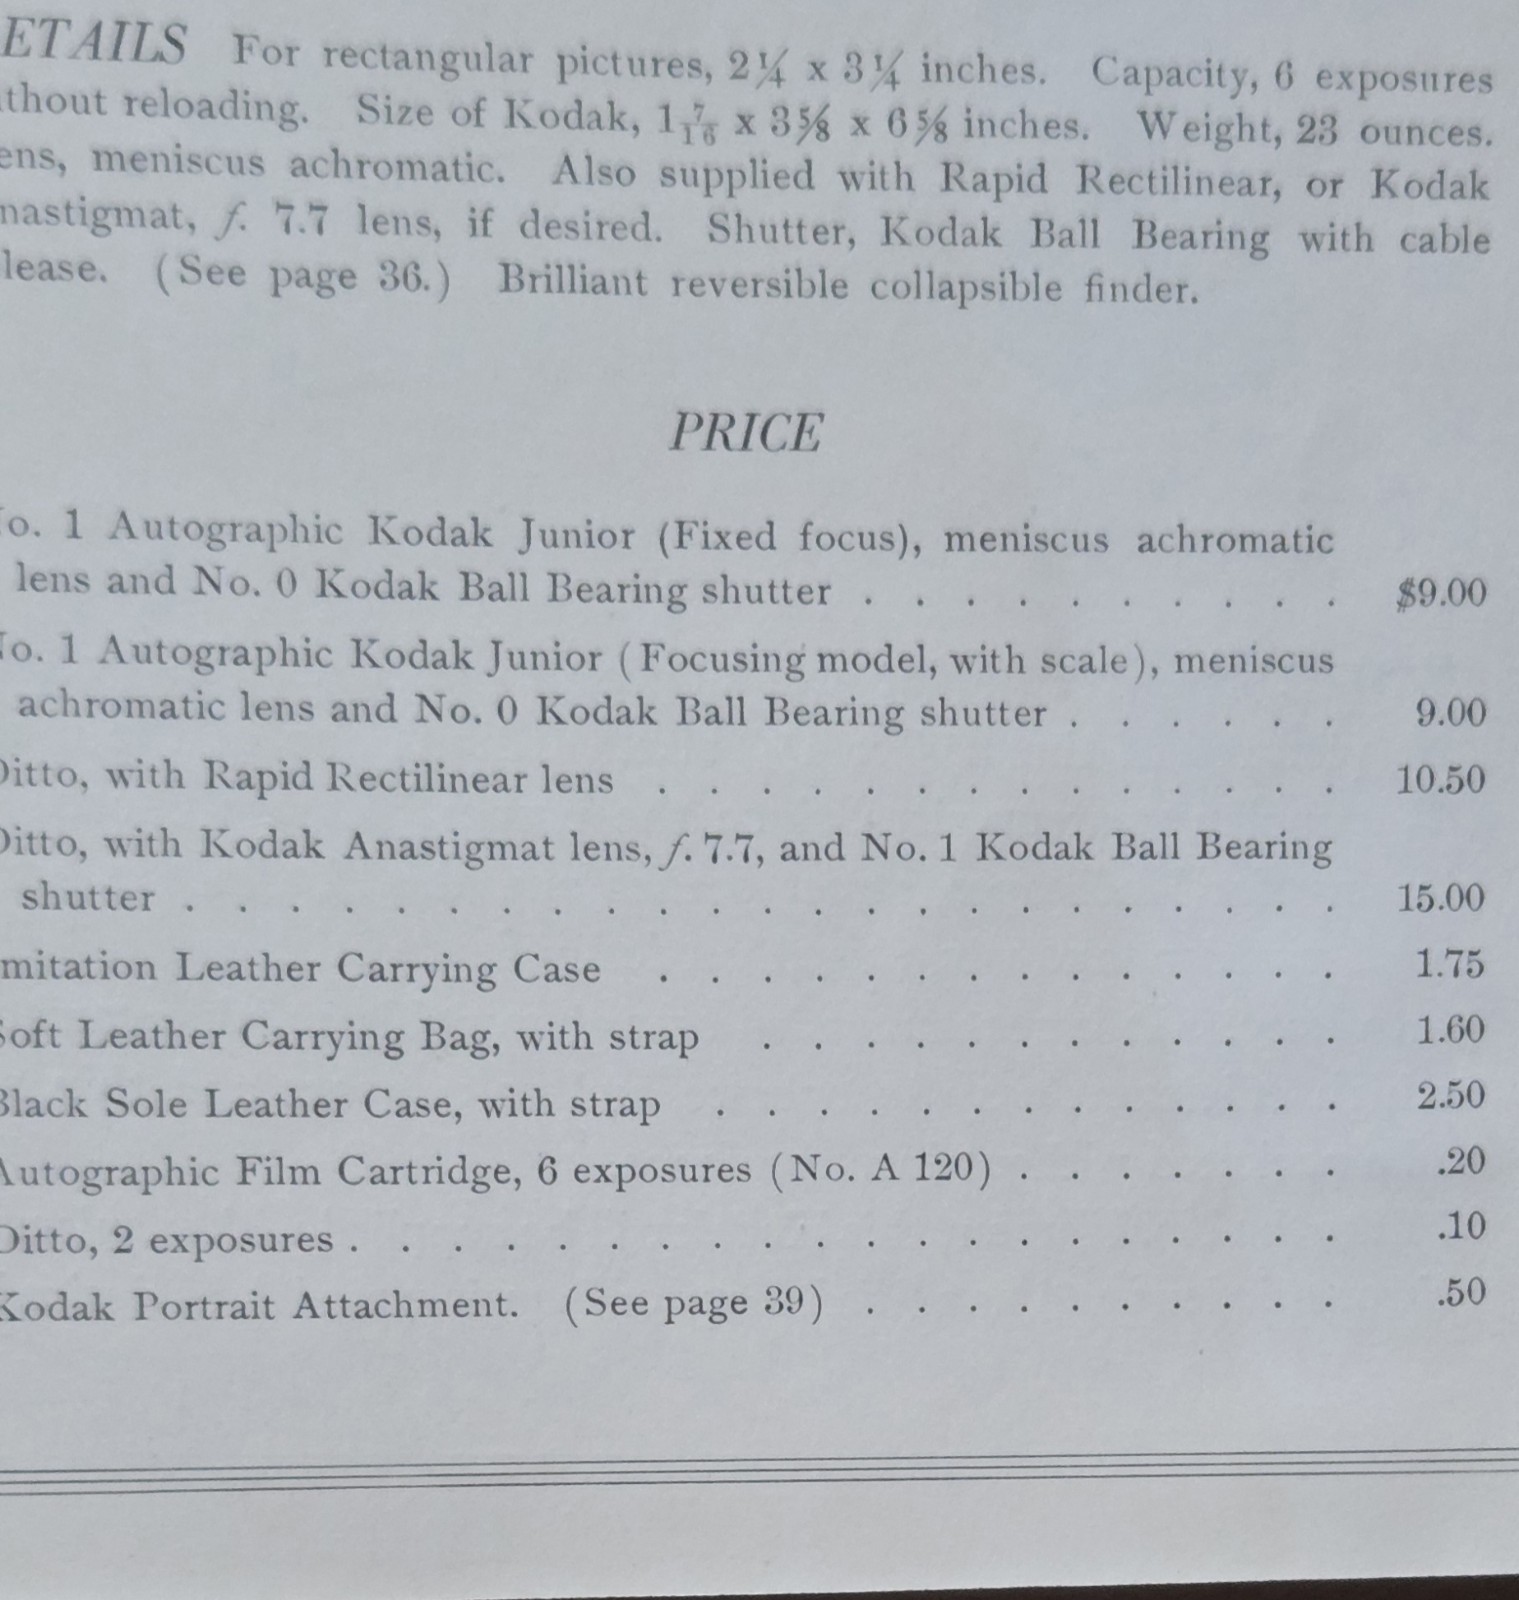 ETAILS For rectangular pictures, 2¼ x 3¼ inches. Capacity, 6 exposures
thout reloading. Size of Kodak, 1 7/16 x 3⅝ x 6⅝ inches. Weight, 23 ounces.
ens, meniscus achromatic. Also supplied with Rapid Rectilinear, or Kodak
nastigmat, f. 7.7 lens, if desired. Shutter, Kodak Ball Bearing with cable
lease. (See page 36.) Brilliant reversible collapsible finder.
PRICE
o. 1 Autographic Kodak Junior (Fixed focus), meniscus achromatic
lens and No. 0 Kodak Ball Bearing shutter . . . . . . . . . . $9.00
o. 1 Autographic Kodak Junior (Focusing model, with scale), meniscus
achromatic lens and No. 0 Kodak Ball Bearing shutter . . . . . . 9.00
Ditto, with Rapid Rectilinear lens . . . . . . . . . . . . . . 10.50
Ditto, with Kodak Anastigmat lens, f. 7.7, and No. 1 Kodak Ball Bearing
shutter . . . . . . . . . . . . . . . . . . . . . . . 15.00
mitation Leather Carrying Case . . . . . . . . . . . . . . 1.75
Soft Leather Carrying Bag, with strap . . . . . . . . . . . . 1.60
Black Sole Leather Case, with strap . . . . . . . . . . . . . 2.50
Autographic Film Cartridge, 6 exposures (No. A 120) . . . . . . . .20
Ditto, 2 exposures . . . . . . . . . . . . . . . . . . . . .10
Kodak Portrait Attachment. (See page 39) . . . . . . . . . . .50